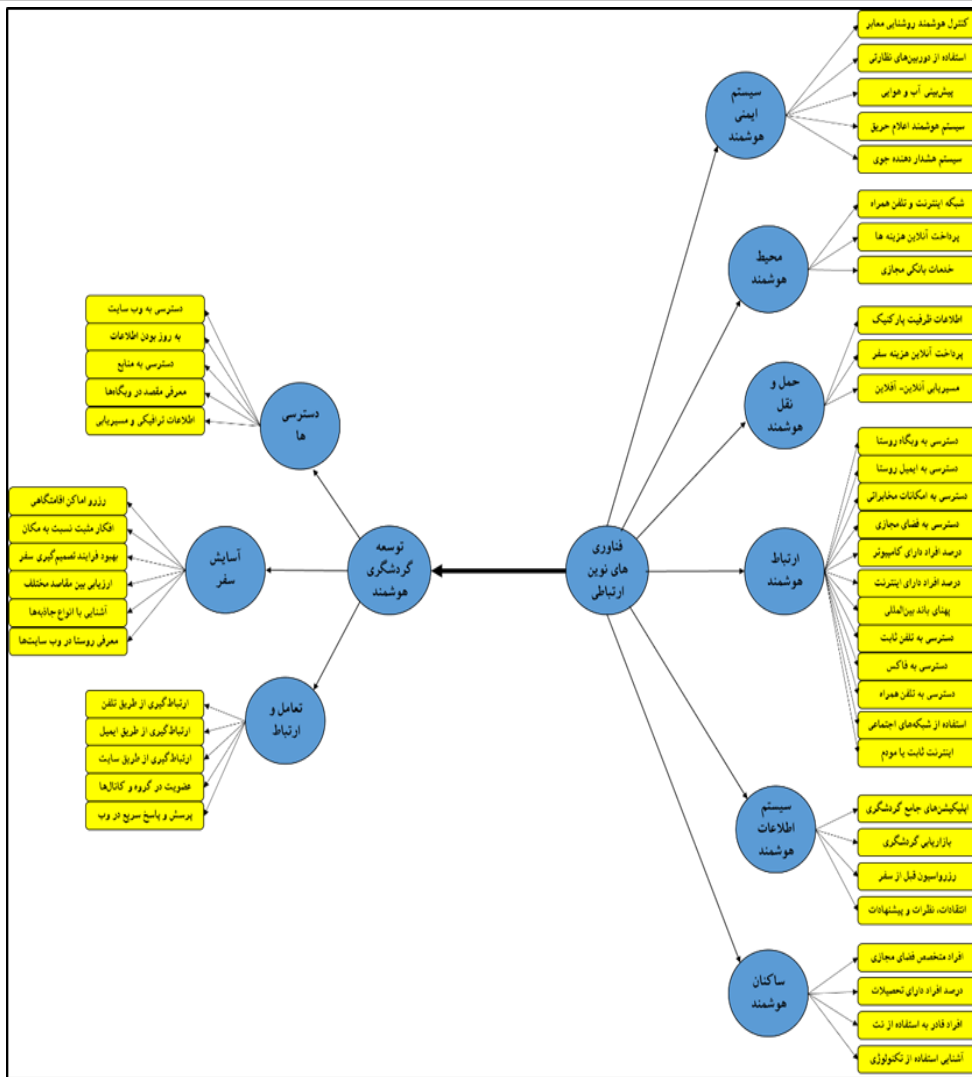 کنترل هوشمند روشنایی معابر
استفاده از دوربین‌های نظارتی
پیش‌بینی آب و هوایی
سیستم هوشمند اعلام حریق
سیستم هشدار دهنده جوی
سیستم
ایمنی
هوشمند
شبکه اینترنت و تلفن همراه
پرداخت آنلاین هزینه ها
خدمات بانکی مجازی
محیط
هوشمند
اطلاعات ظرفیت پارکنیک
پرداخت آنلاین هزینه سفر
مسیریابی آنلاین- آفلاین
حمل و
نقل
هوشمند
دسترسی به وبگاه روستا
دسترسی به ایمیل روستا
دسترسی به امکانات مخابراتی
دسترسی به فضای مجازی
درصد افراد دارای کامپیوتر
درصد افراد دارای اینترنت
پهنای باند بین‌المللی
دسترسی به تلفن ثابت
دسترسی به فاکس
دسترسی به تلفن همراه
استفاده از شبکه‌های اجتماعی
اینترنت ثابت یا مودم
ارتباط
هوشمند
اپلیکیشن‌های جامع گردشگری
بازاریابی گردشگری
رزرواسیون قبل از سفر
انتقادات، نظرات و پیشنهادات
سیستم
اطلاعات
هوشمند
افراد متخصص فضای مجازی
درصد افراد دارای تحصیلات
افراد قادر به استفاده از نت
آشنایی استفاده از تکنولوژی
ساکنان
هوشمند
فناوری
های نوین
ارتباطی
توسعه
گردشگری
هوشمند
دسترسی
ها
دسترسی به وب سایت
به روز بودن اطلاعات
دسترسی به منابع
معرفی مقصد در وبگاه‌ها
اطلاعات ترافیکی و مسیریابی
آسایش
سفر
رزرو اماکن اقامتگاهی
افکار مثبت نسبت به مکان
بهبود فرایند تصمیم‌گیری سفر
ارزیابی بین مقاصد مختلف
آشنایی با انواع جاذبه‌ها
معرفی روستا در وب سایت‌ها
تعامل و
ارتباط
ارتباط‌گیری از طریق تلفن
ارتباط‌گیری از طریق ایمیل
ارتباط‌گیری از طریق سایت
عضویت در گروه و کانال‌ها
پرسش و پاسخ سریع در وب